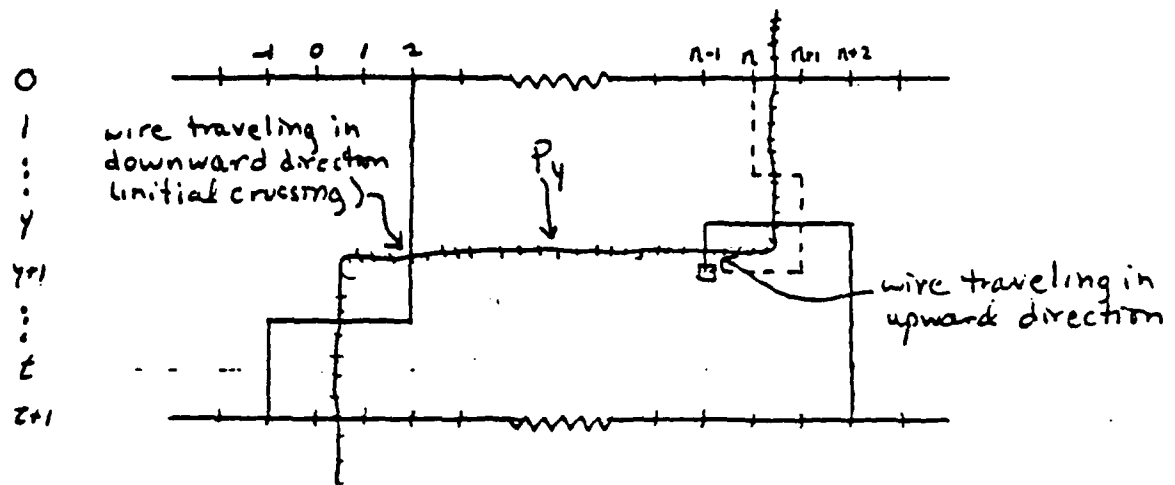 -1 0 1 2 n-1 n n+1 n+2
0
1
⋮
y
y+1
⋮
t
t+1
wire traveling in
downward direction
(initial crossing)
Py
wire traveling in
upward direction